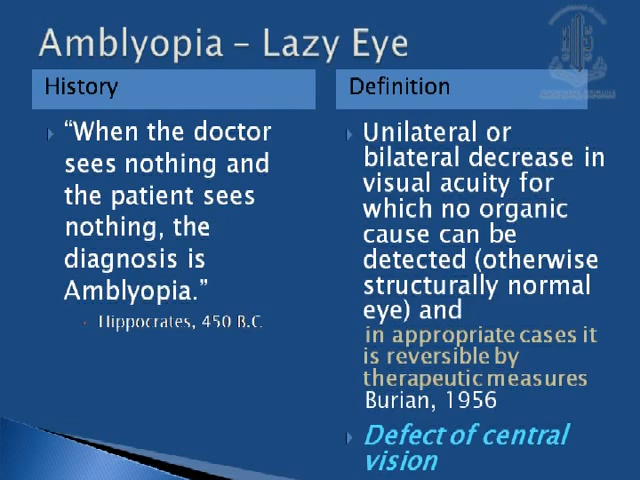 Amblyopia – Lazy Eye
History
"When the doctor
sees nothing and
the patient sees
nothing, the
diagnosis is
Amblyopia."
Hippocrates, 450 B.C.
Definition
Unilateral or
bilateral decrease in
visual acuity for
which no organic
cause can be
detected (otherwise
structurally normal
eye) and
in appropriate cases it
is reversible by
therapeutic measures
Burian, 1956
Defect of central
vision